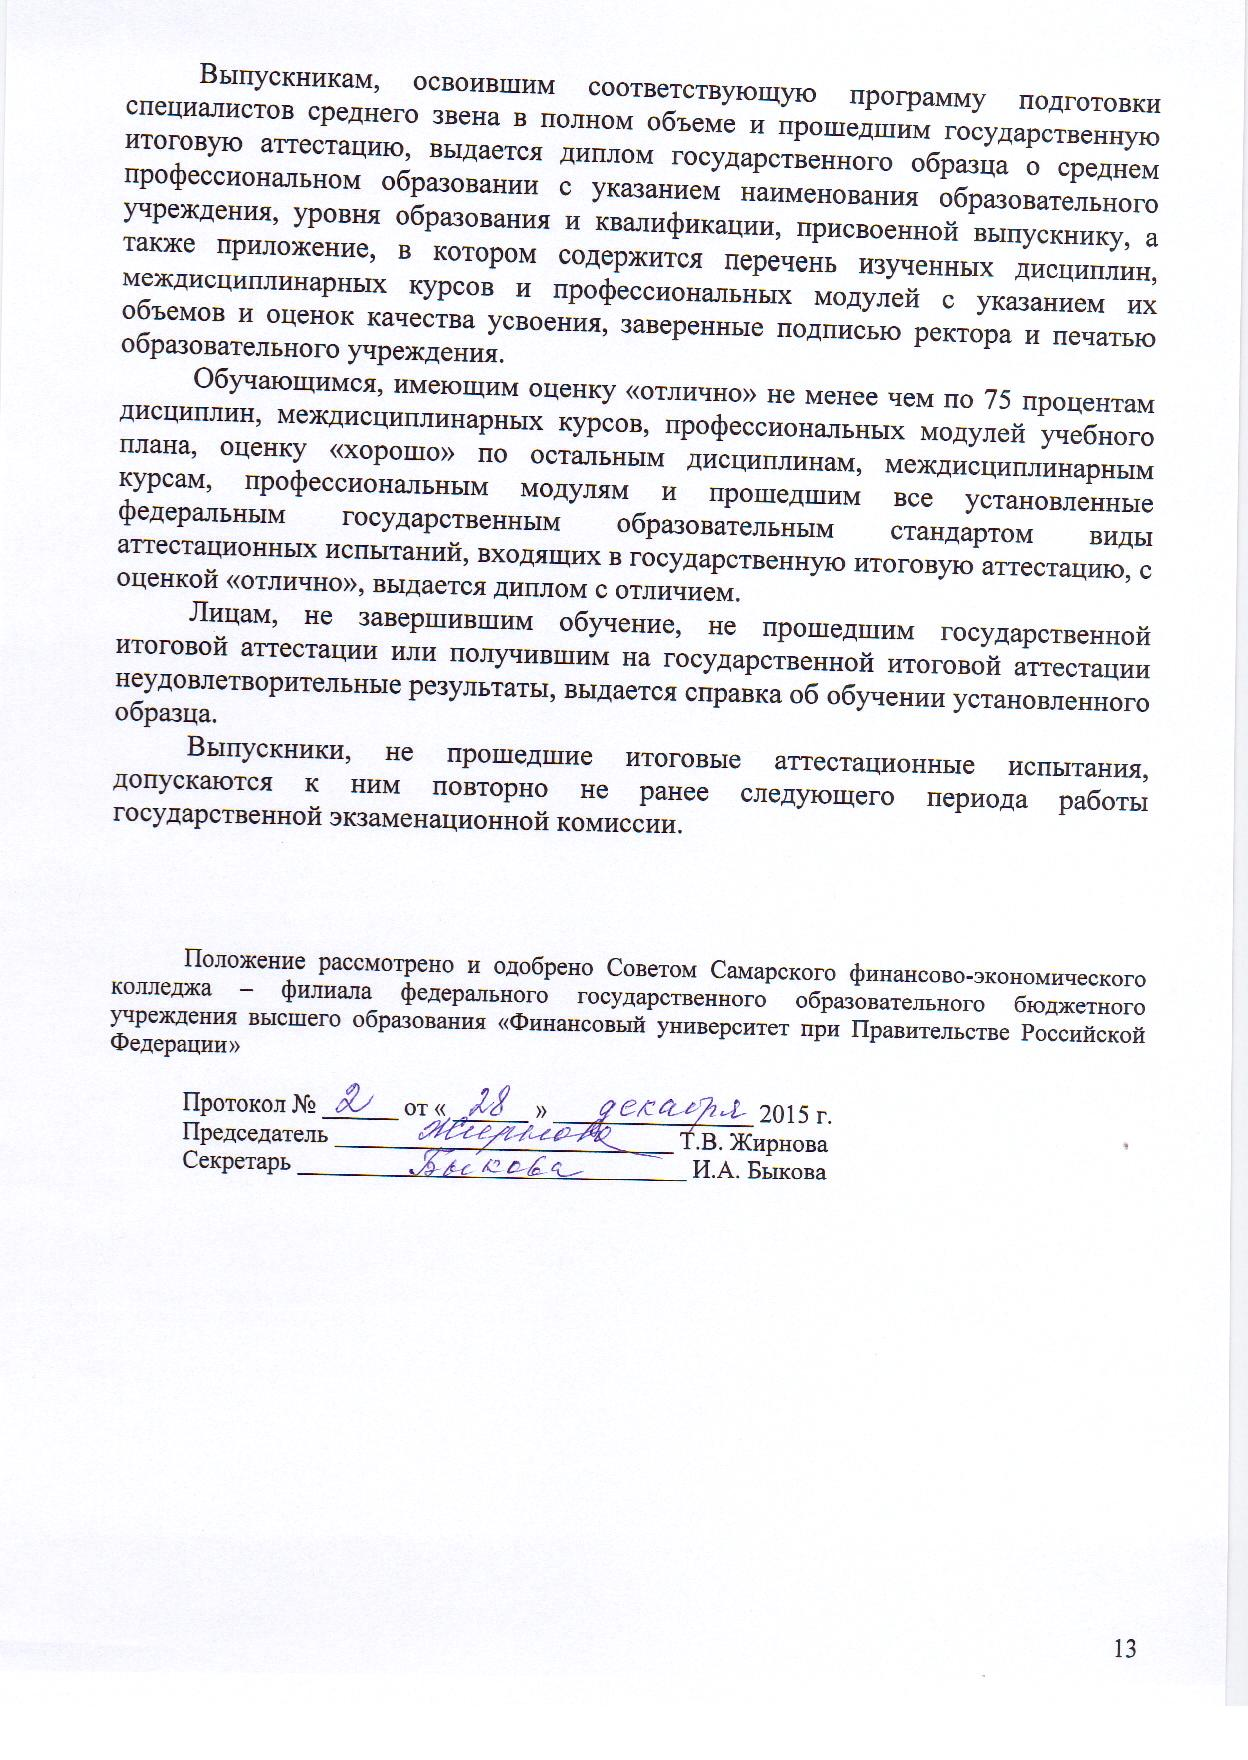 Выпускникам, освоившим соответствующую программу подготовки
специалистов среднего звена в полном объеме и прошедшим государственную
итоговую аттестацию, выдается диплом государственного образца о среднем
профессиональном образовании с указанием наименования образовательного
учреждения, уровня образования и квалификации, присвоенной выпускнику, а
также приложение, в котором содержится перечень изученных дисциплин,
междисциплинарных курсов и профессиональных модулей с указанием их
объемов и оценок качества усвоения, заверенные подписью ректора и печатью
образовательного учреждения.
Обучающимся, имеющим оценку «отлично» не менее чем по 75 процентам
дисциплин, междисциплинарных курсов, профессиональных модулей учебного
плана, оценку «хорошо» по остальным дисциплинам, междисциплинарным
курсам, профессиональным модулям и прошедшим все установленные
федеральным государственным образовательным стандартом виды
аттестационных испытаний, входящих в государственную итоговую аттестацию, с
оценкой «отлично», выдается диплом с отличием.
Лицам, не завершившим обучение, не прошедшим государственной
итоговой аттестации или получившим на государственной итоговой аттестации
неудовлетворительные результаты, выдается справка об обучении установленного
образца.
Выпускники, не прошедшие итоговые аттестационные испытания,
допускаются к ним повторно не ранее следующего периода работы
государственной экзаменационной комиссии.
Положение рассмотрено и одобрено Советом Самарского финансово-экономического
колледжа – филиала федерального государственного образовательного бюджетного
учреждения высшего образования «Финансовый университет при Правительстве Российской
Федерации»
Протокол № 2 от « 28 » декабря 2015 г.
Председатель Жирнова Т.В. Жирнова
Секретарь Быкова И.А. Быкова
13